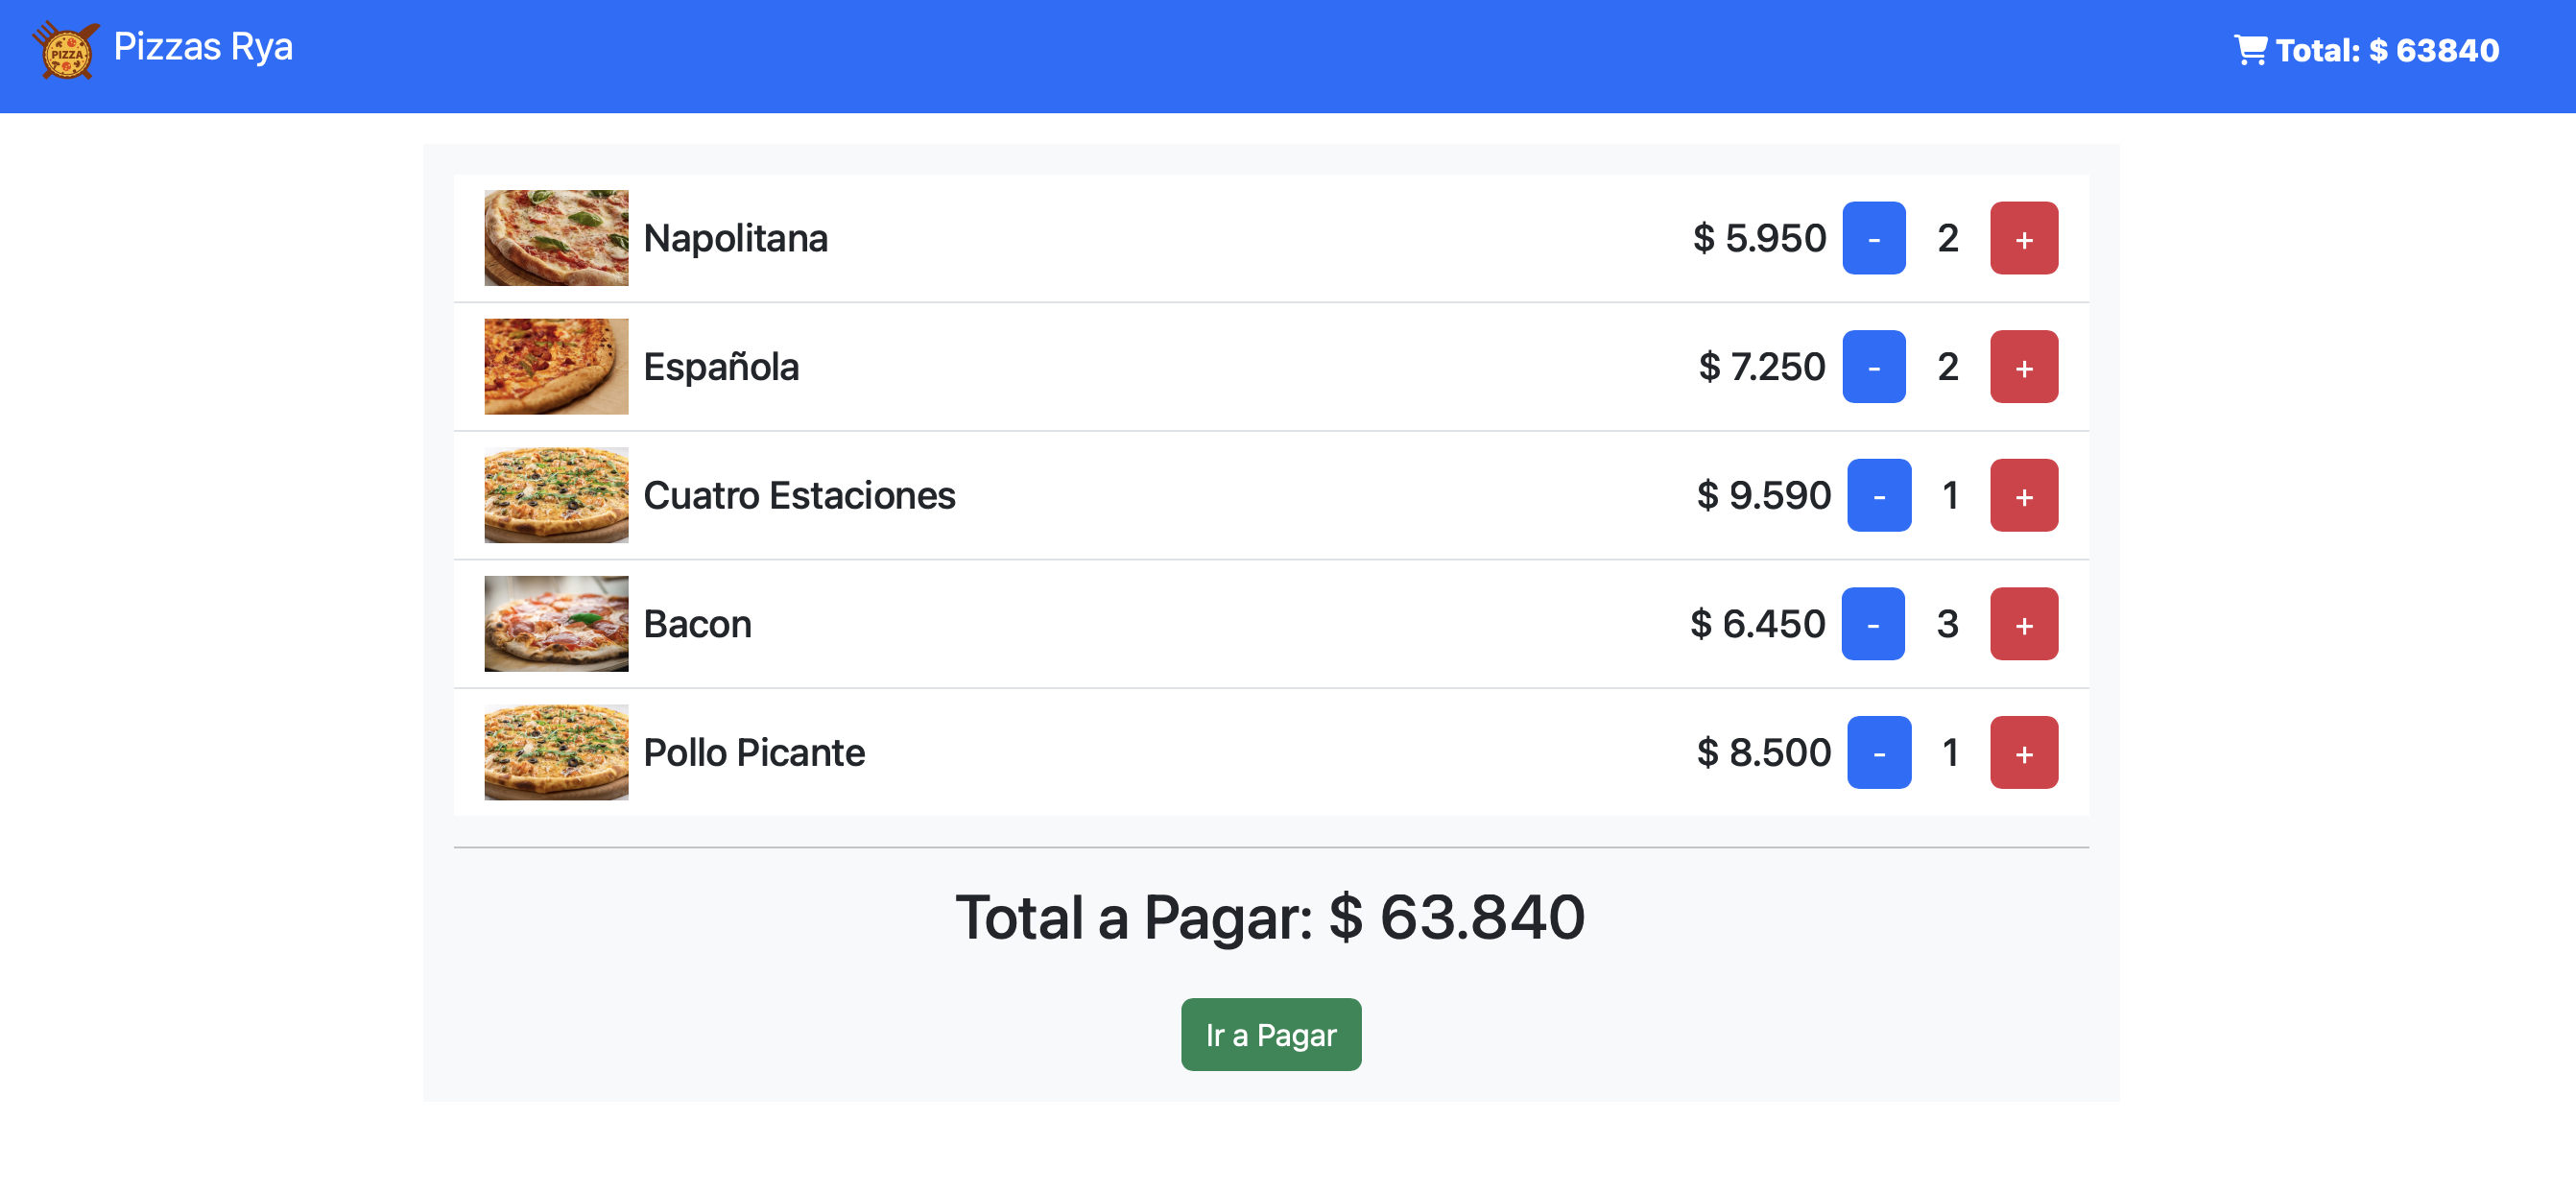 PIZZA
Pizzas Rya
Total: $ 63840
Napolitana $ 5.950 - 2 +
Española $ 7.250 - 2 +
Cuatro Estaciones $ 9.590 - 1 +
Bacon $ 6.450 - 3 +
Pollo Picante $ 8.500 - 1 +
Total a Pagar: $ 63.840
Ir a Pagar